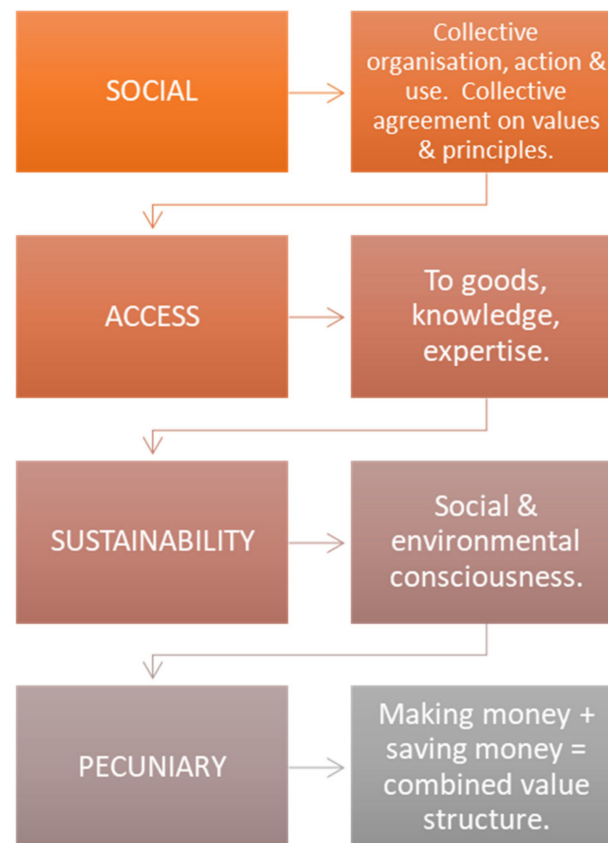 SOCIAL
Collective
organisation, action &
use.  Collective
agreement on values
& principles.
ACCESS
To goods,
knowledge,
expertise.
SUSTAINABILITY
Social &
environmental
consciousness.
PECUNIARY
Making money +
saving money =
combined value
structure.